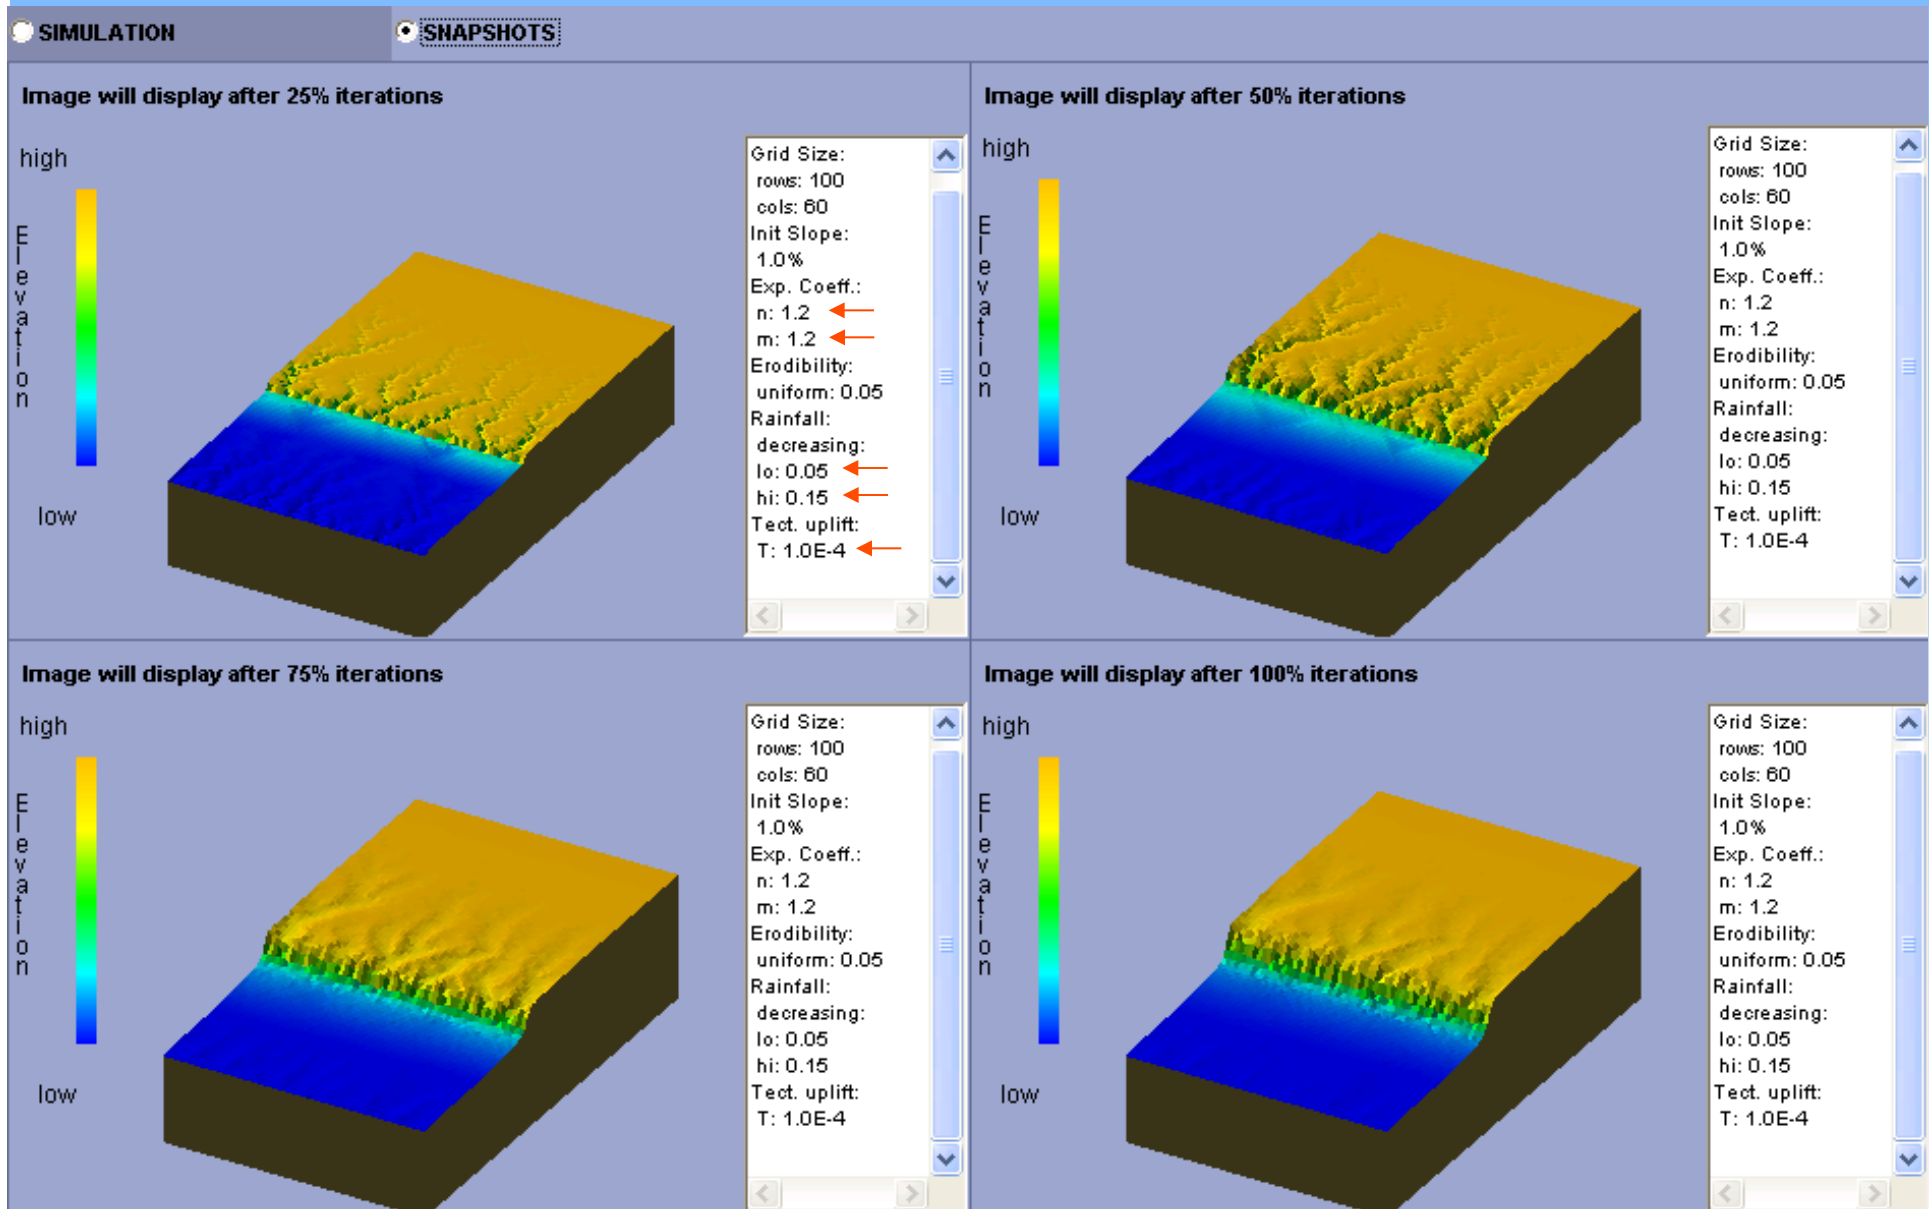 SIMULATION
SNAPSHOTS
Image will display after 25% iterations
high
Elevation
low
Grid Size:
rows: 100
cols: 60
Init Slope:
1.0%
Exp. Coeff.:
n: 1.2
m: 1.2
Erodibility:
uniform: 0.05
Rainfall:
decreasing:
lo: 0.05
hi: 0.15
Tect. uplift:
T: 1.0E-4
Image will display after 50% iterations
high
Elevation
low
Grid Size:
rows: 100
cols: 60
Init Slope:
1.0%
Exp. Coeff.:
n: 1.2
m: 1.2
Erodibility:
uniform: 0.05
Rainfall:
decreasing:
lo: 0.05
hi: 0.15
Tect. uplift:
T: 1.0E-4
Image will display after 75% iterations
high
Elevation
low
Grid Size:
rows: 100
cols: 60
Init Slope:
1.0%
Exp. Coeff.:
n: 1.2
m: 1.2
Erodibility:
uniform: 0.05
Rainfall:
decreasing:
lo: 0.05
hi: 0.15
Tect. uplift:
T: 1.0E-4
Image will display after 100% iterations
high
Elevation
low
Grid Size:
rows: 100
cols: 60
Init Slope:
1.0%
Exp. Coeff.:
n: 1.2
m: 1.2
Erodibility:
uniform: 0.05
Rainfall:
decreasing:
lo: 0.05
hi: 0.15
Tect. uplift:
T: 1.0E-4